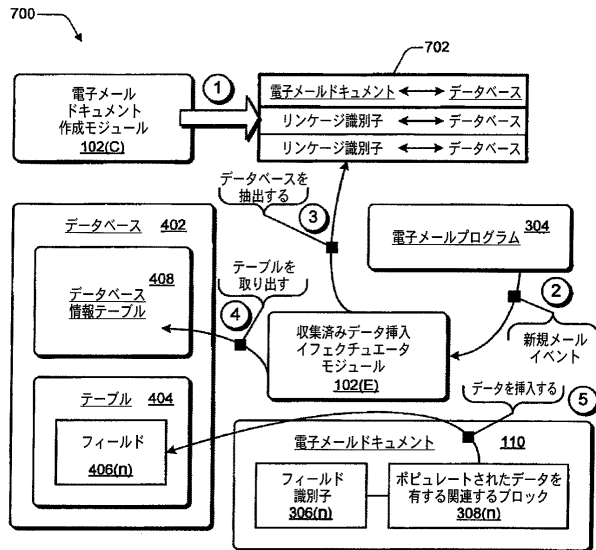 700
702
電子メール
ドキュメント
作成モジュール
102(C)
1
電子メールドキュメント データベース
リンケージ識別子 データベース
リンケージ識別子 データベース
データベースを
抽出する
3
データベース 402
408
データベース
情報テーブル
テーブルを
取り出す
4
電子メールプログラム 304
2
新規メール
イベント
収集済みデータ挿入
イフェクチュエータ
モジュール
102(E)
テーブル 404
フィールド
406(n)
データを挿入する
5
電子メールドキュメント 110
フィールド
識別子
306(n)
ポピュレートされたデータを
有する関連するブロック
308(n)